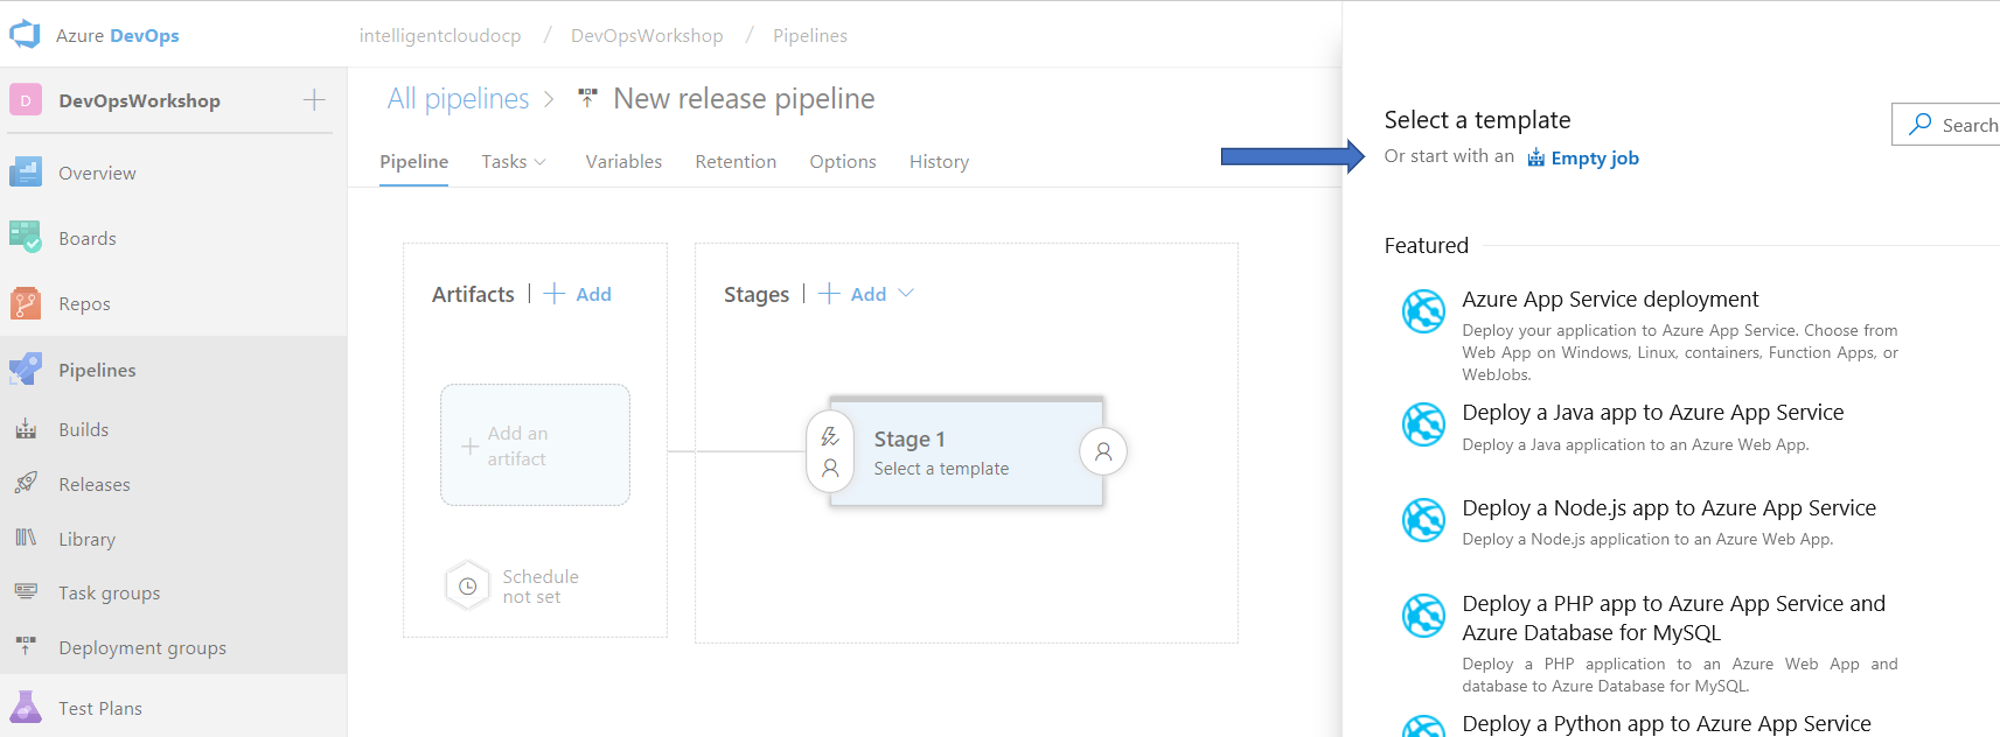 Azure DevOps
intelligentcloudocp / DevOpsWorkshop / Pipelines
D DevOpsWorkshop
Overview
Boards
Repos
Pipelines
Builds
Releases
Library
Task groups
Deployment groups
Test Plans
All pipelines > New release pipeline
Pipeline Tasks Variables Retention Options History
Artifacts | + Add
Add an
artifact
Schedule
not set
Stages | + Add
Stage 1
Select a template
Select a template
Search
Or start with an Empty job
Featured
Azure App Service deployment
Deploy your application to Azure App Service. Choose from
Web App on Windows, Linux, containers, Function Apps, or
WebJobs.
Deploy a Java app to Azure App Service
Deploy a Java application to an Azure Web App.
Deploy a Node.js app to Azure App Service
Deploy a Node.js application to an Azure Web App.
Deploy a PHP app to Azure App Service and
Azure Database for MySQL
Deploy a PHP application to an Azure Web App and
database to Azure Database for MySQL.
Deploy a Python app to Azure App Service